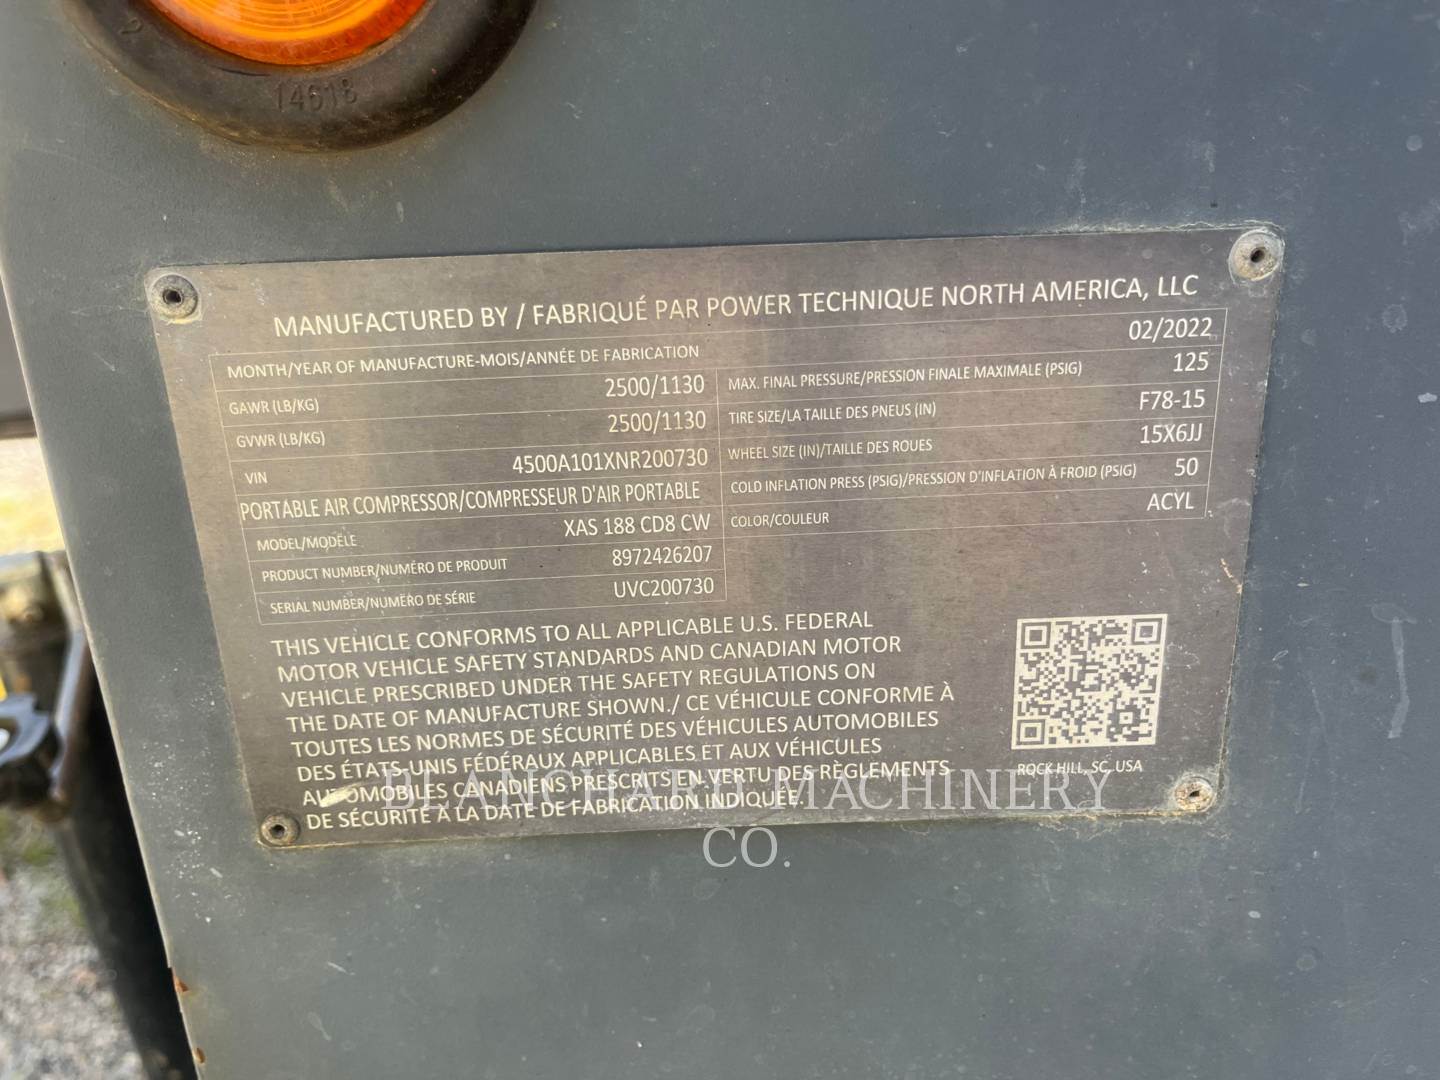 14618
MANUFACTURED BY / FABRIQUÉ PAR POWER TECHNIQUE NORTH AMERICA, LLC
MONTH/YEAR OF MANUFACTURE-MOIS/ANNÉE DE FABRICATION 02/2022
GAWR (LB/KG) 2500/1130 MAX. FINAL PRESSURE/PRESSION FINALE MAXIMALE (PSIG) 125
GVWR (LB/KG) 2500/1130 TIRE SIZE/LA TAILLE DES PNEUS (IN) F78-15
VIN 4500A101XNR200730 WHEEL SIZE (IN)/TAILLE DES ROUES 15X6JJ
PORTABLE AIR COMPRESSOR/COMPRESSEUR D'AIR PORTABLE COLD INFLATION PRESS (PSIG)/PRESSION D'INFLATION À FROID (PSIG) 50
MODEL/MODÈLE XAS 188 CD8 CW COLOR/COULEUR ACYL
PRODUCT NUMBER/NUMÉRO DE PRODUIT 8972426207
SERIAL NUMBER/NUMÉRO DE SÉRIE UVC200730
THIS VEHICLE CONFORMS TO ALL APPLICABLE U.S. FEDERAL
MOTOR VEHICLE SAFETY STANDARDS AND CANADIAN MOTOR
VEHICLE PRESCRIBED UNDER THE SAFETY REGULATIONS ON
THE DATE OF MANUFACTURE SHOWN./ CE VÉHICULE CONFORME À
TOUTES LES NORMES DE SÉCURITÉ DES VÉHICULES AUTOMOBILES
DES ÉTATS-UNIS FÉDÉRAUX APPLICABLES ET AUX VÉHICULES
AUTOMOBILES CANADIENS PRESCRITS EN VERTU DES RÈGLEMENTS
DE SÉCURITÉ À LA DATE DE FABRICATION INDIQUÉE.
ROCK HILL, SC, USA
BLANCHARD MACHINERY
CO.